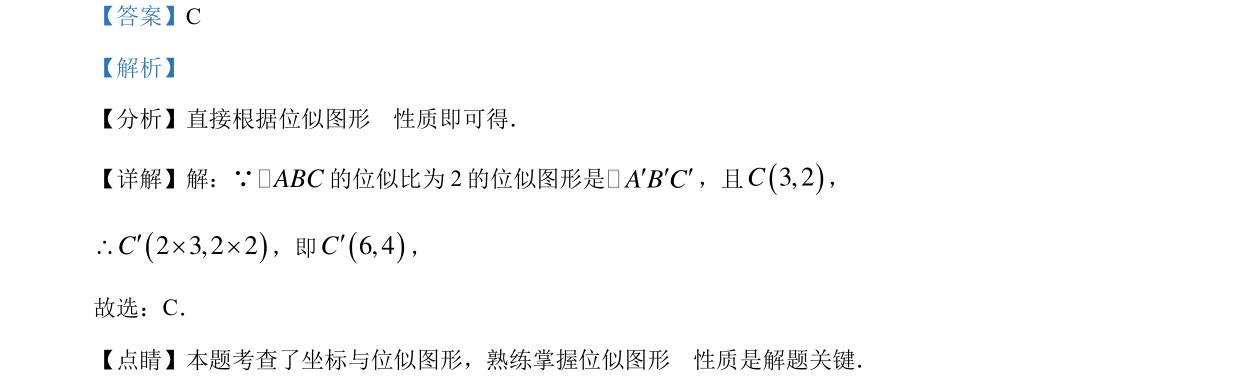 【答案】C
【解析】
【分析】直接根据位似图形 性质即可得．
【详解】解：∵□ABC的位似比为2的位似图形是□A′B′C′，且C(3,2)，
∴C′(2×3,2×2)，即C′(6,4)，
故选：C．
【点睛】本题考查了坐标与位似图形，熟练掌握位似图形 性质是解题关键．